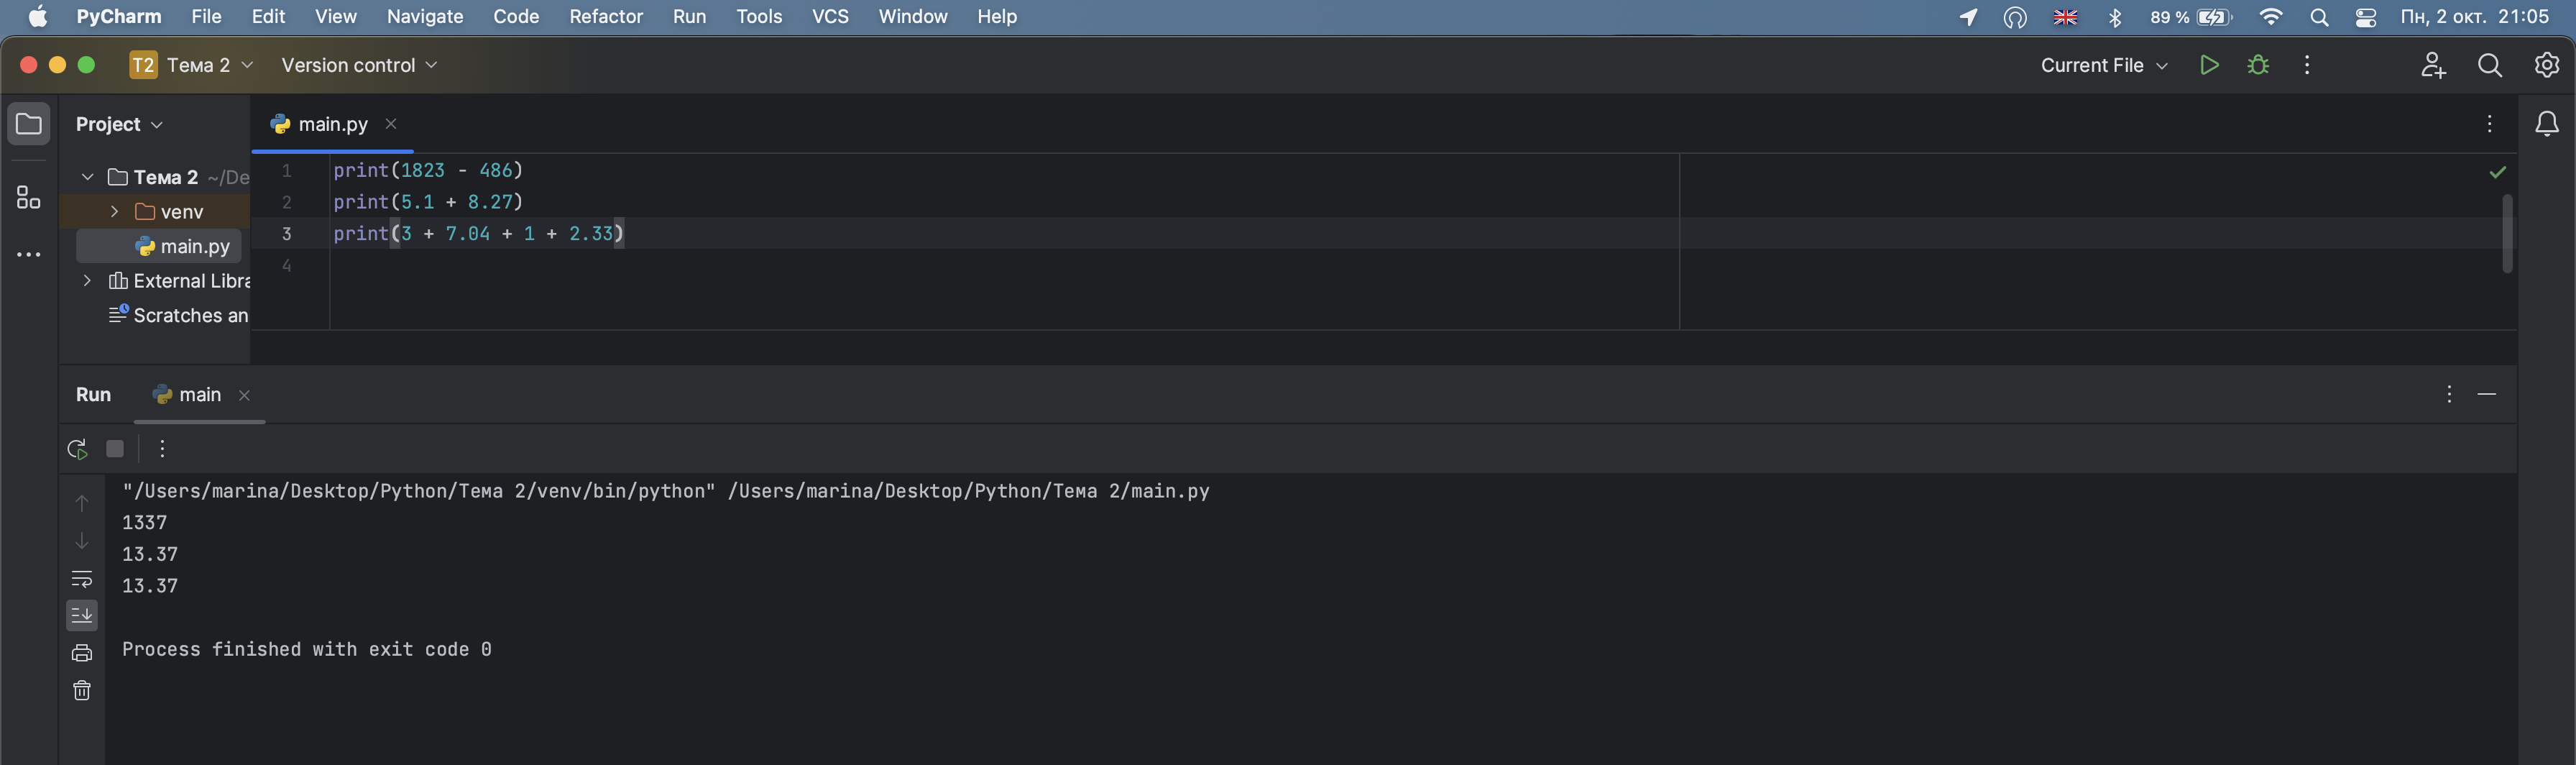 PyCharm File Edit View Navigate Code Refactor Run Tools VCS Window Help 89 % Пн, 2 окт. 21:05
T2 Тема 2 Version control Current File
Project
main.py
Тема 2 ~/De
venv
main.py
External Libra
Scratches an
1 print(1823 - 486)
2 print(5.1 + 8.27)
3 print(3 + 7.04 + 1 + 2.33)
4
Run main
"/Users/marina/Desktop/Python/Тема 2/venv/bin/python" /Users/marina/Desktop/Python/Тема 2/main.py
1337
13.37
13.37
Process finished with exit code 0